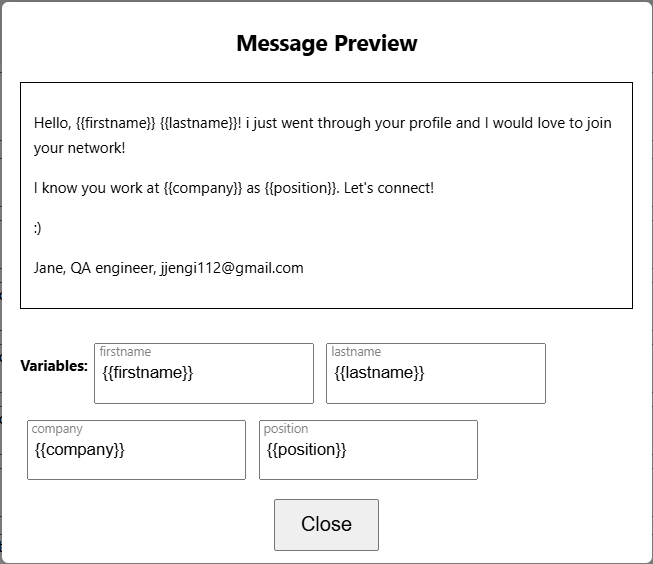 Message Preview
Hello, {{firstname}} {{lastname}}! i just went through your profile and I would love to join
your network!
I know you work at {{company}} as {{position}}. Let's connect!
:)
Jane, QA engineer, jjengi112@gmail.com
Variables:
firstname
{{firstname}}
lastname
{{lastname}}
company
{{company}}
position
{{position}}
Close